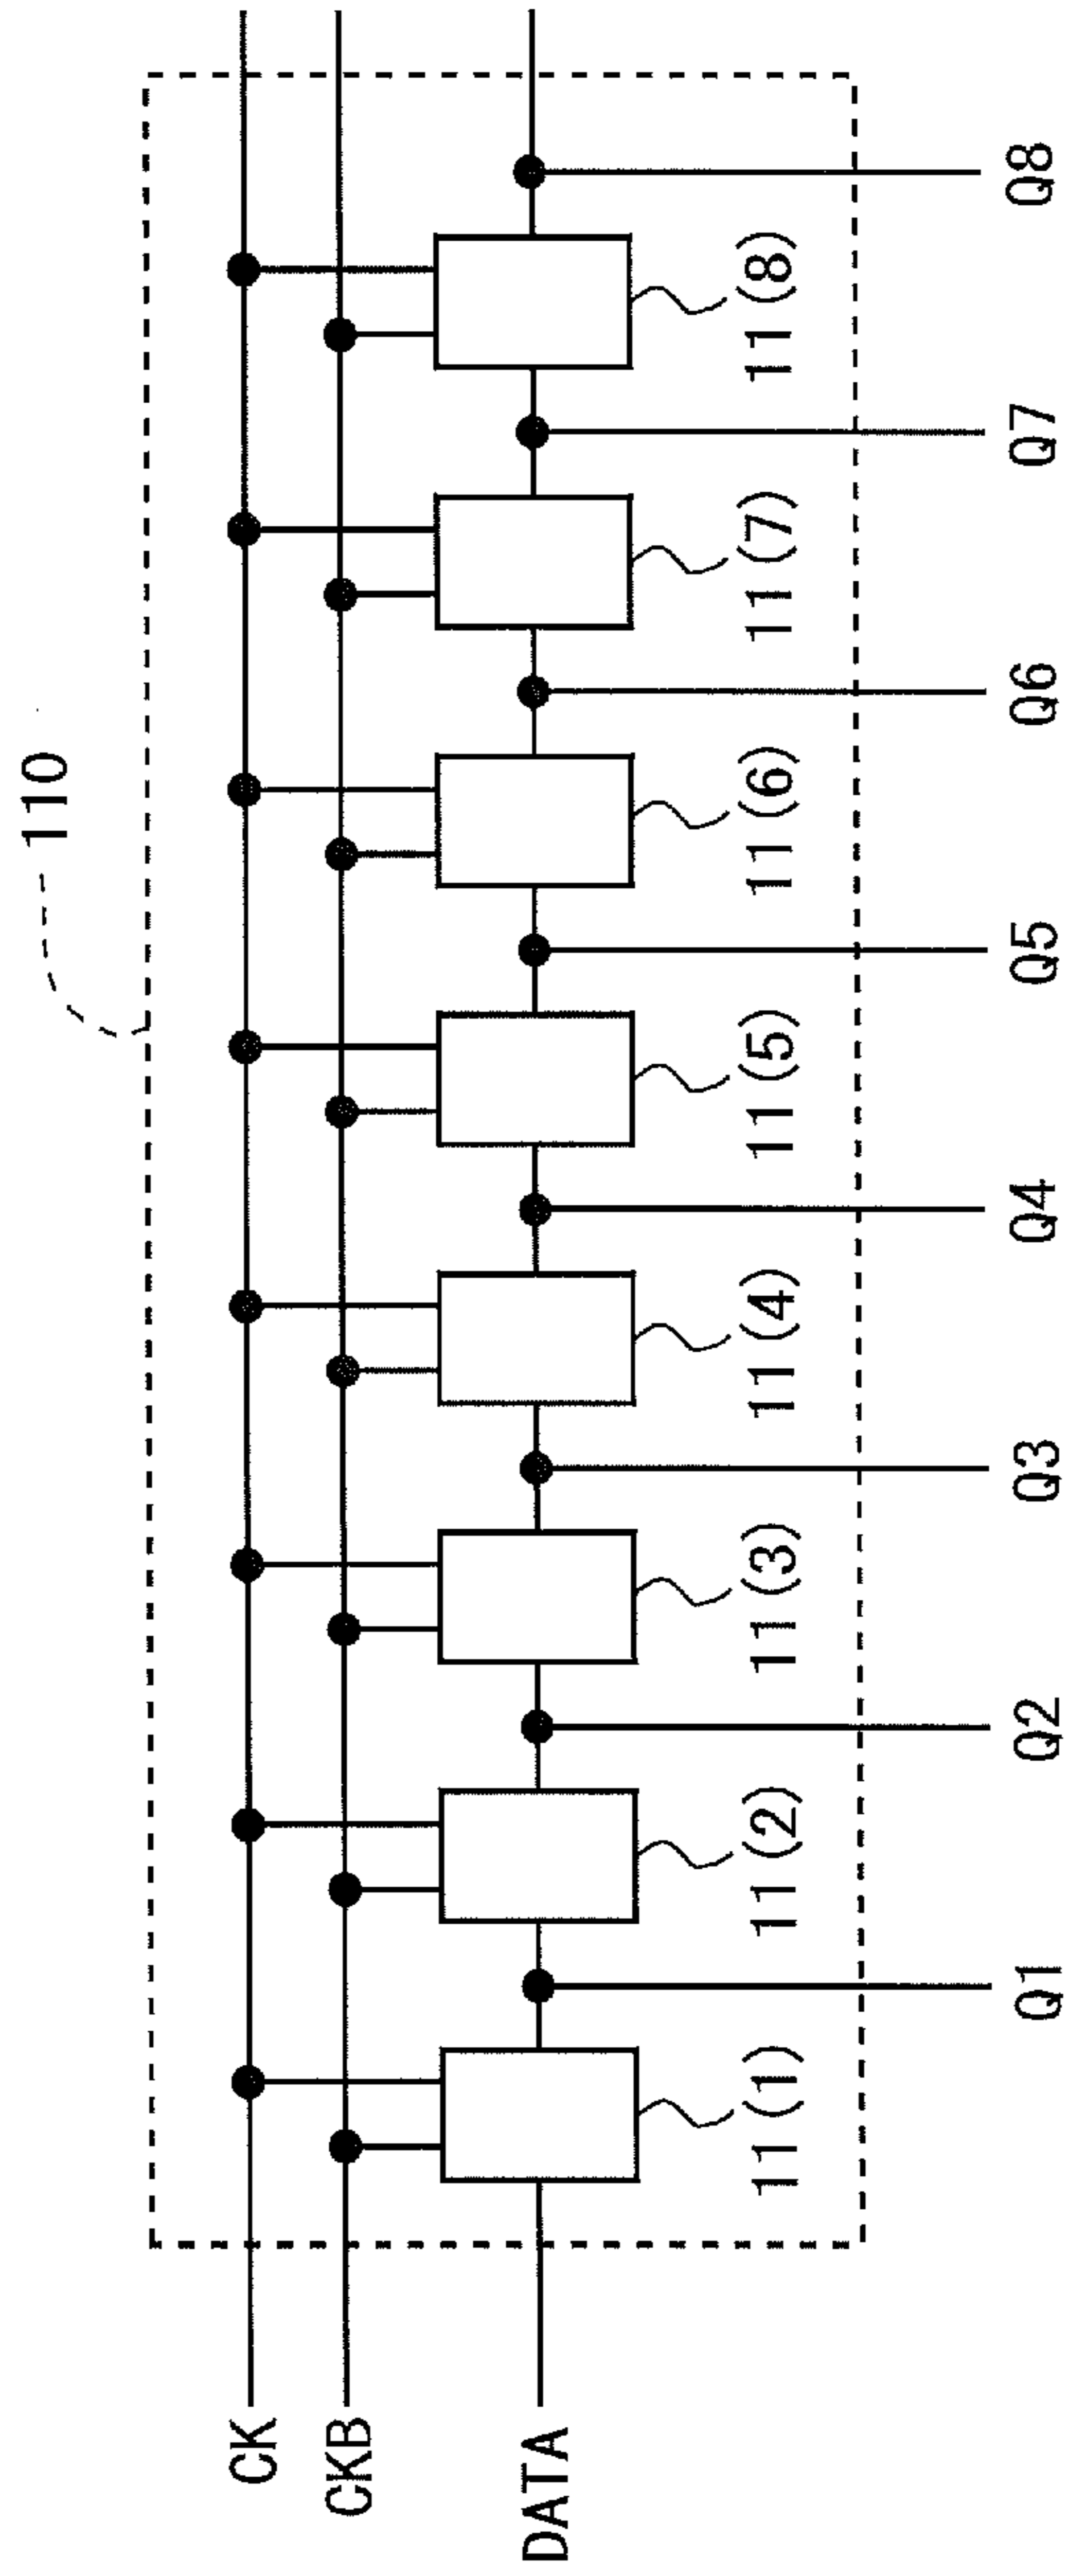 110
CK
CKB
DATA
11(1)
11(2)
11(3)
11(4)
11(5)
11(6)
11(7)
11(8)
Q1
Q2
Q3
Q4
Q5
Q6
Q7
Q8